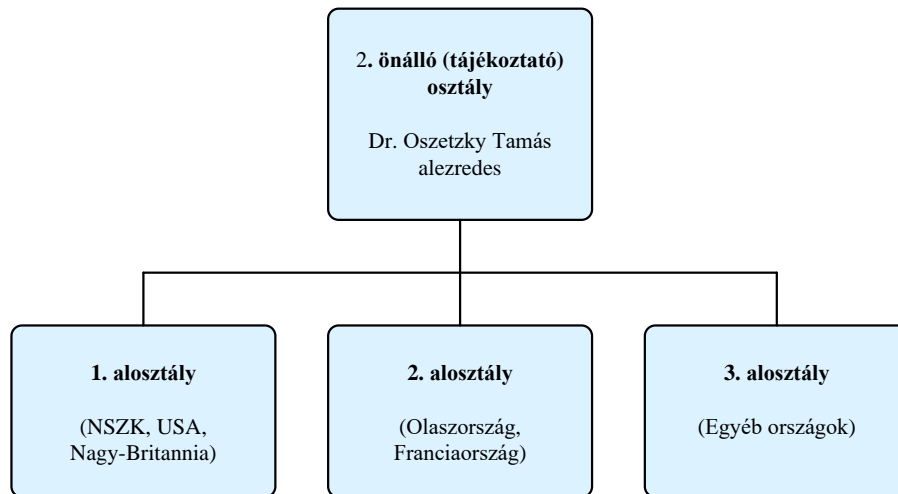 2. önálló (tájékoztató)
osztály
Dr. Oszetzky Tamás
alezredes
1. alosztály
(NSZK, USA,
Nagy-Britannia)
2. alosztály
(Olaszország,
Franciaország)
3. alosztály
(Egyéb országok)